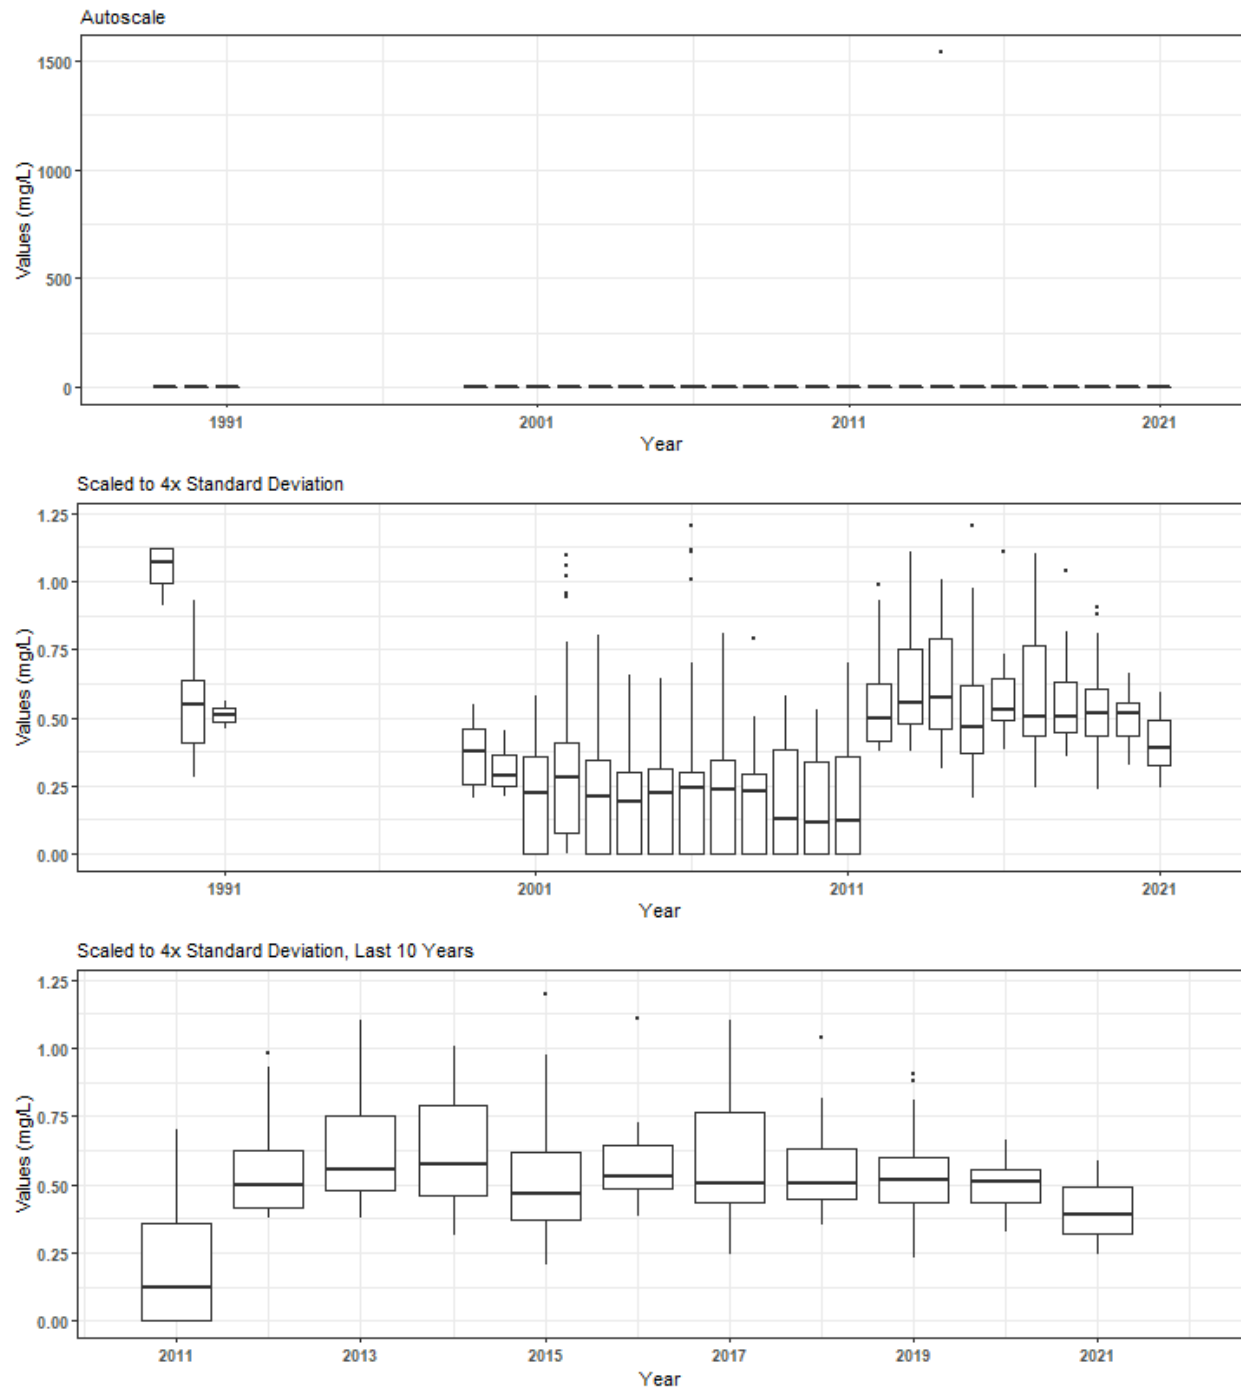 Autoscale
Values (mg/L)
1500
1000
500
0
1991 2001 2011 2021
Year
Scaled to 4x Standard Deviation
Values (mg/L)
1.25
1.00
0.75
0.50
0.25
0.00
1991 2001 2011 2021
Year
Scaled to 4x Standard Deviation, Last 10 Years
Values (mg/L)
1.25
1.00
0.75
0.50
0.25
0.00
2011 2013 2015 2017 2019 2021
Year